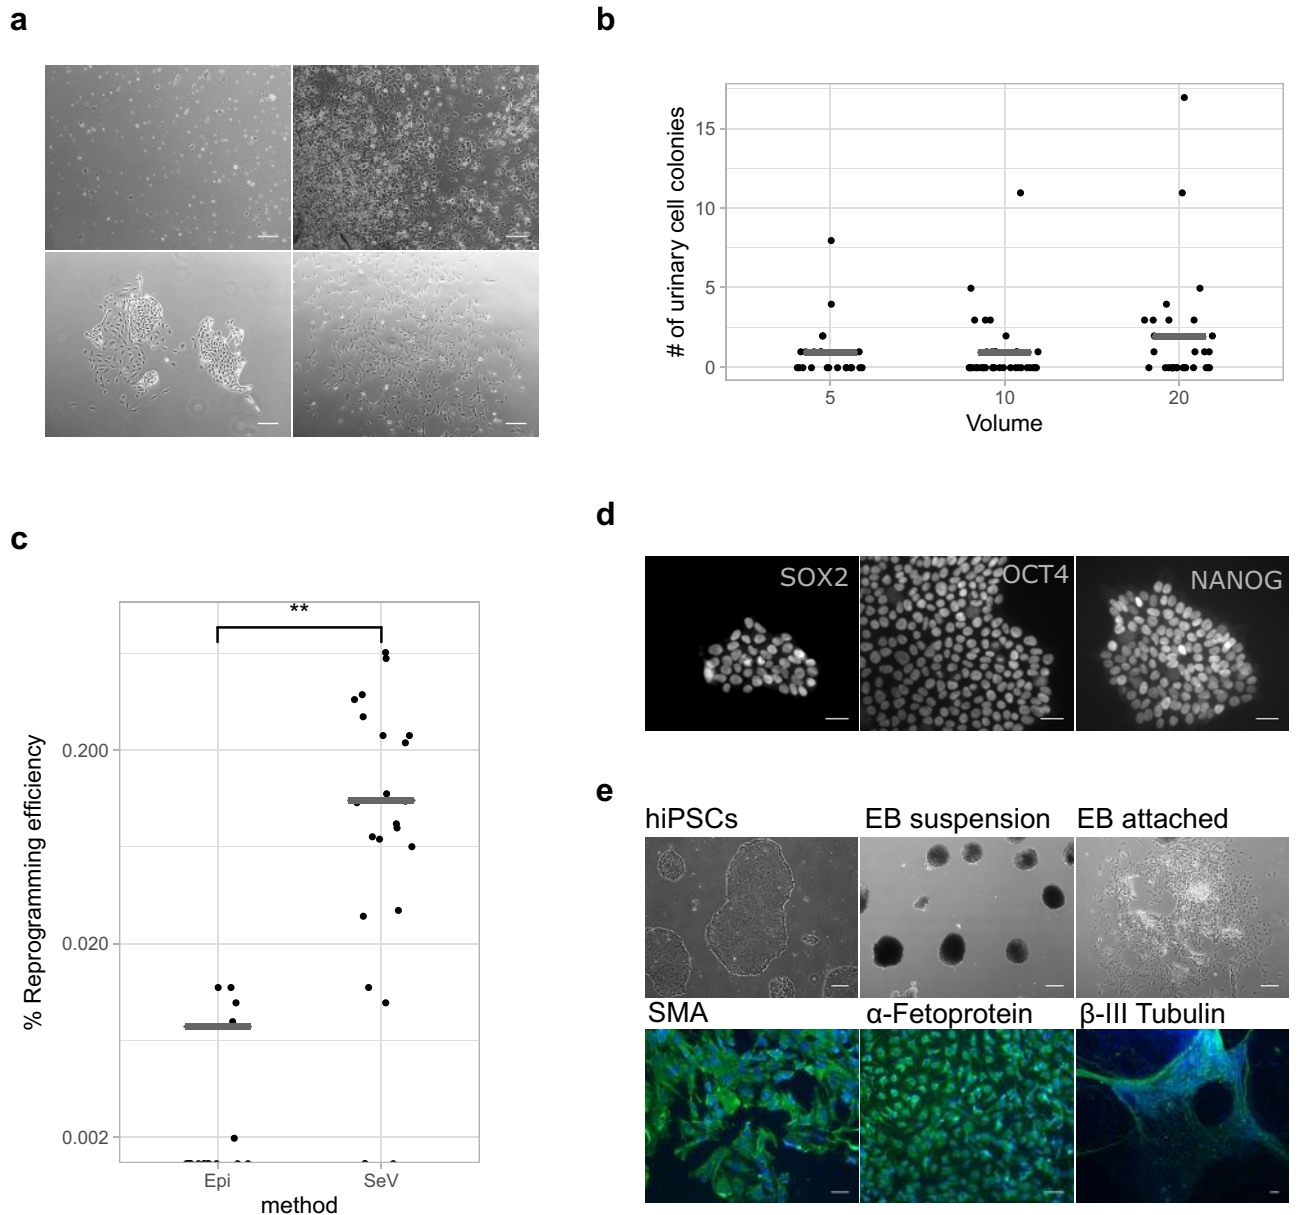 a
b
# of urinary cell colonies
15
10
5
0
5 10 20
Volume
c
**
% Reprogramming efficiency
0.200
0.020
0.002
Epi SeV
method
d
SOX2 OCT4 NANOG
e
hiPSCs EB suspension EB attached
SMA α-Fetoprotein β-III Tubulin